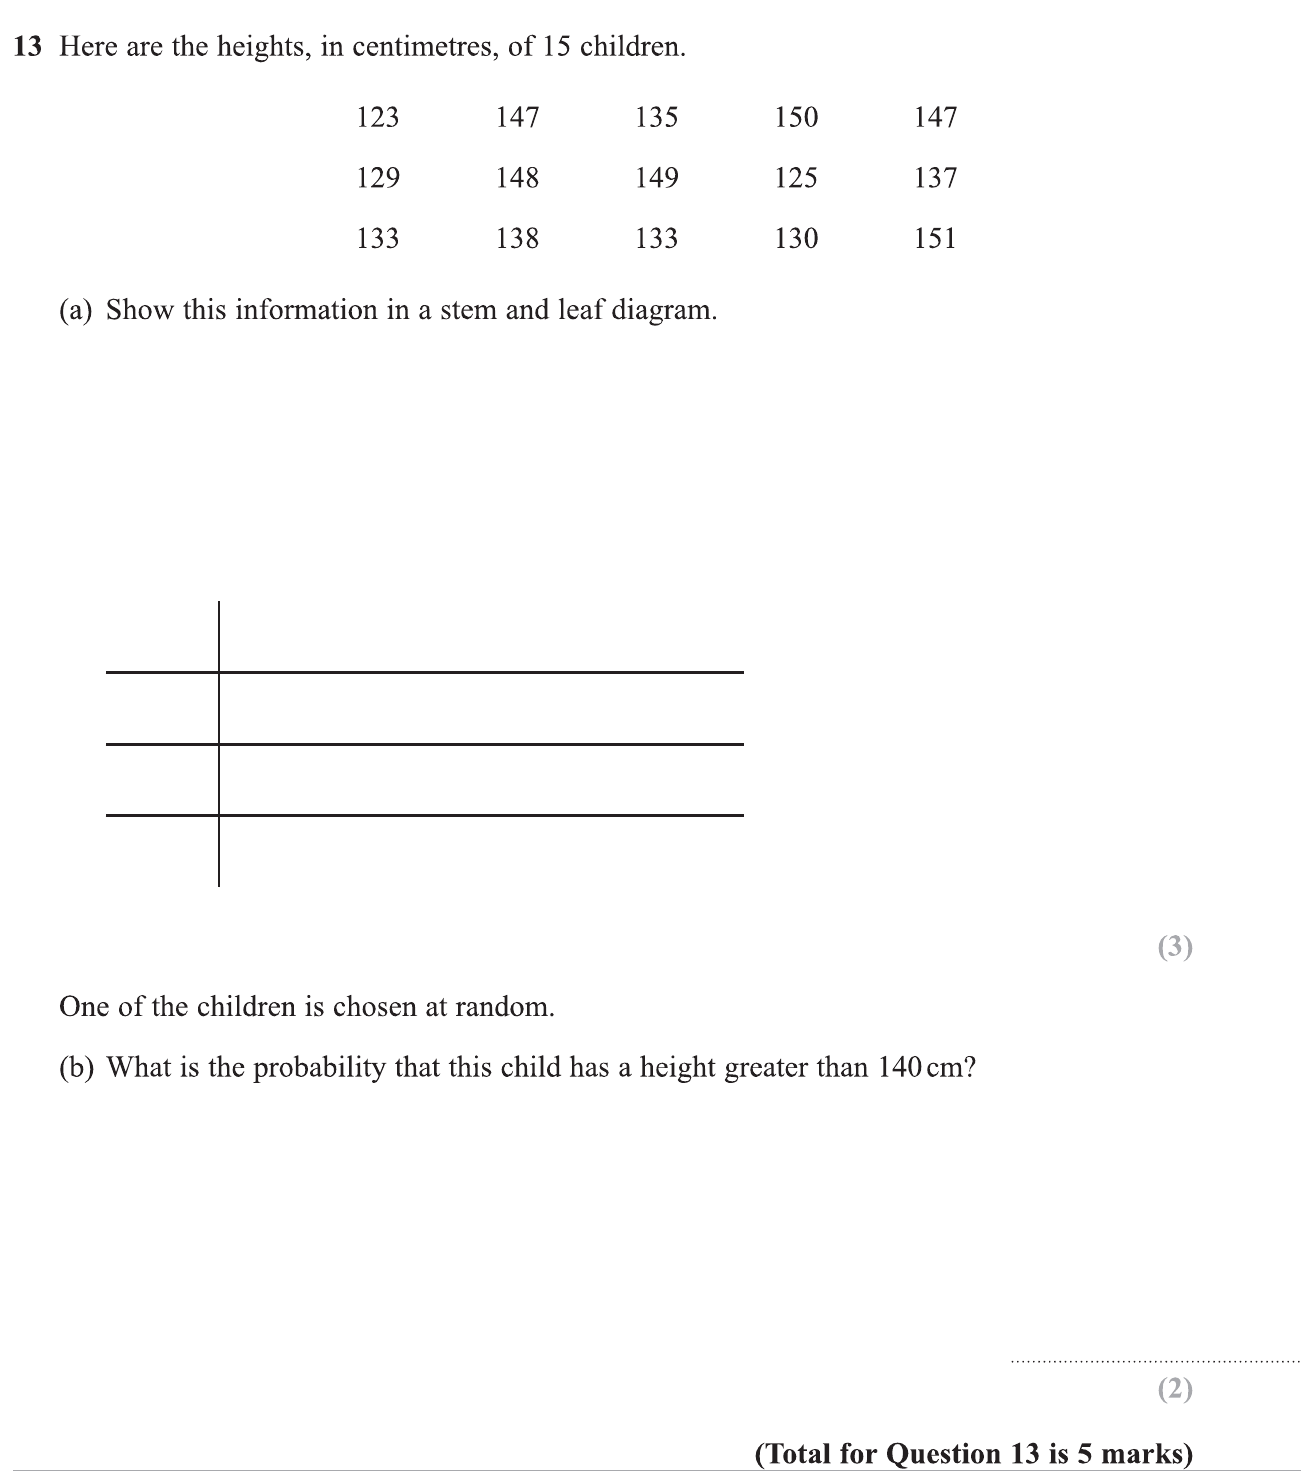 13 Here are the heights, in centimetres, of 15 children.
123 147 135 150 147
129 148 149 125 137
133 138 133 130 151
(a) Show this information in a stem and leaf diagram.
(3)
One of the children is chosen at random.
(b) What is the probability that this child has a height greater than 140 cm?
(2)
(Total for Question 13 is 5 marks)